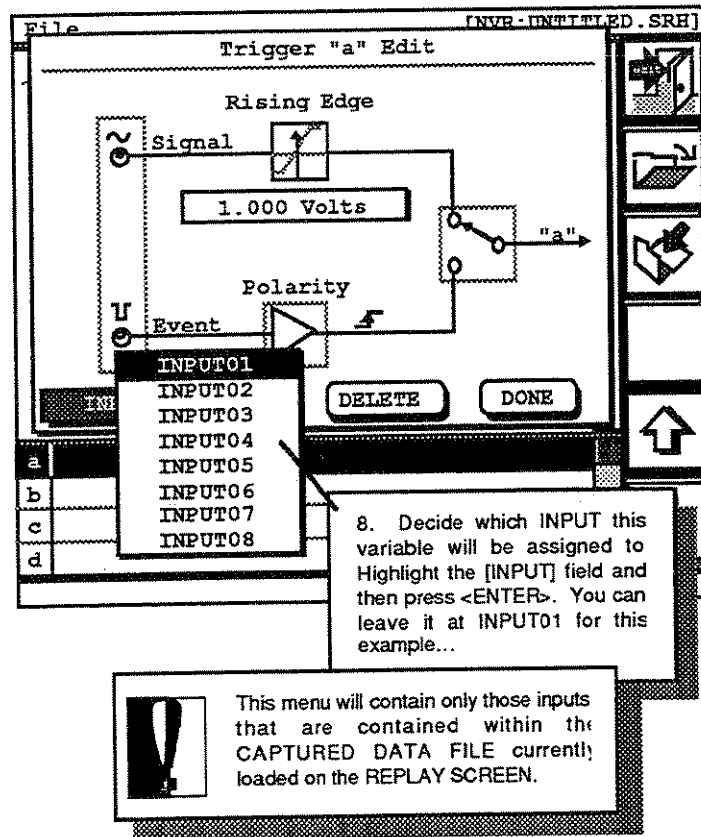 File [NVR:UNTITLED.SRH]
Trigger "a" Edit
Rising Edge
Signal
1.000 Volts
"a"
Polarity
Event
INPUT01
INPUT02
INPUT03
INPUT04
INPUT05
INPUT06
INPUT07
INPUT08
DELETE
DONE
a
b
c
d
8. Decide which INPUT this
variable will be assigned to
Highlight the [INPUT] field and
then press <ENTER>. You can
leave it at INPUT01 for this
example...
This menu will contain only those inputs
that are contained within the
CAPTURED DATA FILE currently
loaded on the REPLAY SCREEN.